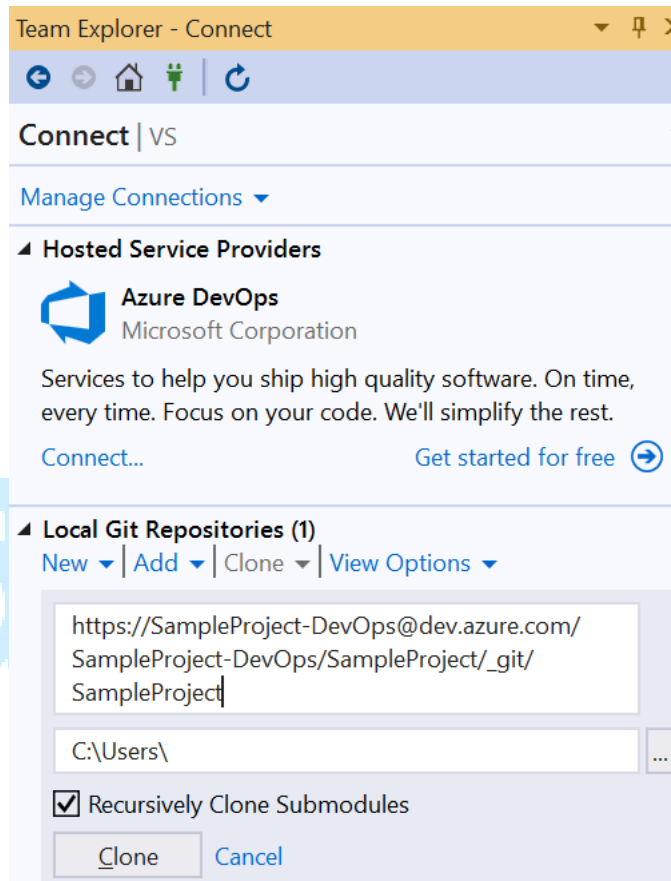 Team Explorer - Connect
Connect | VS
Manage Connections
Hosted Service Providers
Azure DevOps
Microsoft Corporation
Services to help you ship high quality software. On time,
every time. Focus on your code. We'll simplify the rest.
Connect... Get started for free
Local Git Repositories (1)
New | Add | Clone | View Options
https://SampleProject-DevOps@dev.azure.com/
SampleProject-DevOps/SampleProject/_git/
SampleProject
C:\Users\ ...
Recursively Clone Submodules
Clone Cancel